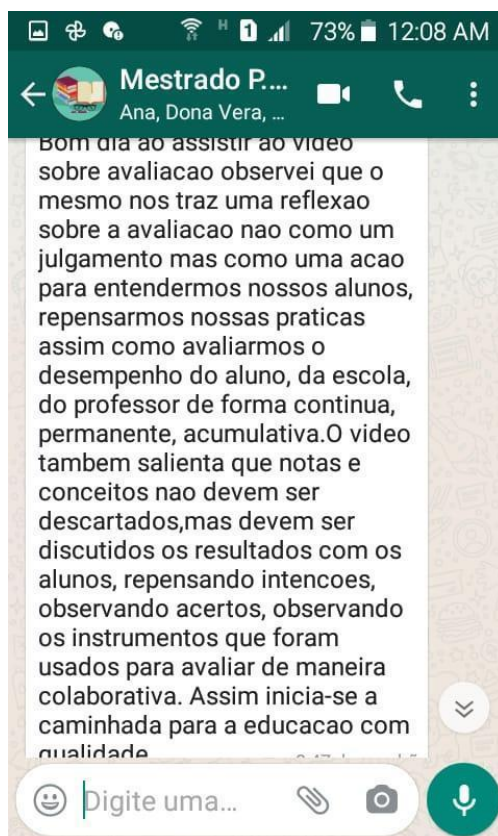 H 1 73% 12:08 AM
Mestrado P....
Ana, Dona Vera, ...
Bom dia ao assistir ao video
sobre avaliacao observei que o
mesmo nos traz uma reflexao
sobre a avaliacao nao como um
julgamento mas como uma acao
para entendermos nossos alunos,
repensarmos nossas praticas
assim como avaliarmos o
desempenho do aluno, da escola,
do professor de forma continua,
permanente, acumulativa.O video
tambem salienta que notas e
conceitos nao devem ser
descartados,mas devem ser
discutidos os resultados com os
alunos, repensando intencoes,
observando acertos, observando
os instrumentos que foram
usados para avaliar de maneira
colaborativa. Assim inicia-se a
caminhada para a educacao com
qualidade
Digite uma...